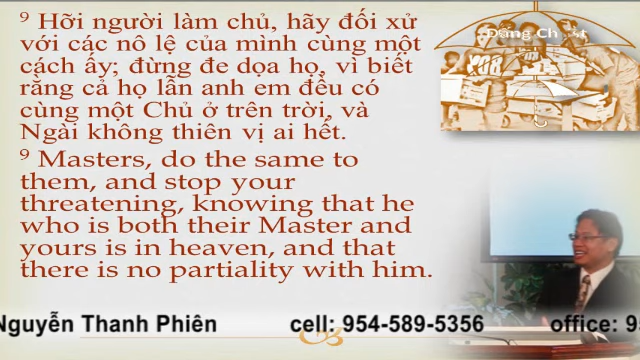 ⁹ Hỡi người làm chủ, hãy đối xử
với các nô lệ của mình cùng một
cách ấy; đừng đe dọa họ, vì biết
rằng cả họ lẫn anh em đều có
cùng một Chủ ở trên trời, và
Ngài không thiên vị ai hết.
⁹ Masters, do the same to
them, and stop your
threatening, knowing that he
who is both their Master and
yours is in heaven, and that
there is no partiality with him.
Nguyễn Thanh Phiên cell: 954-589-5356 office: 95